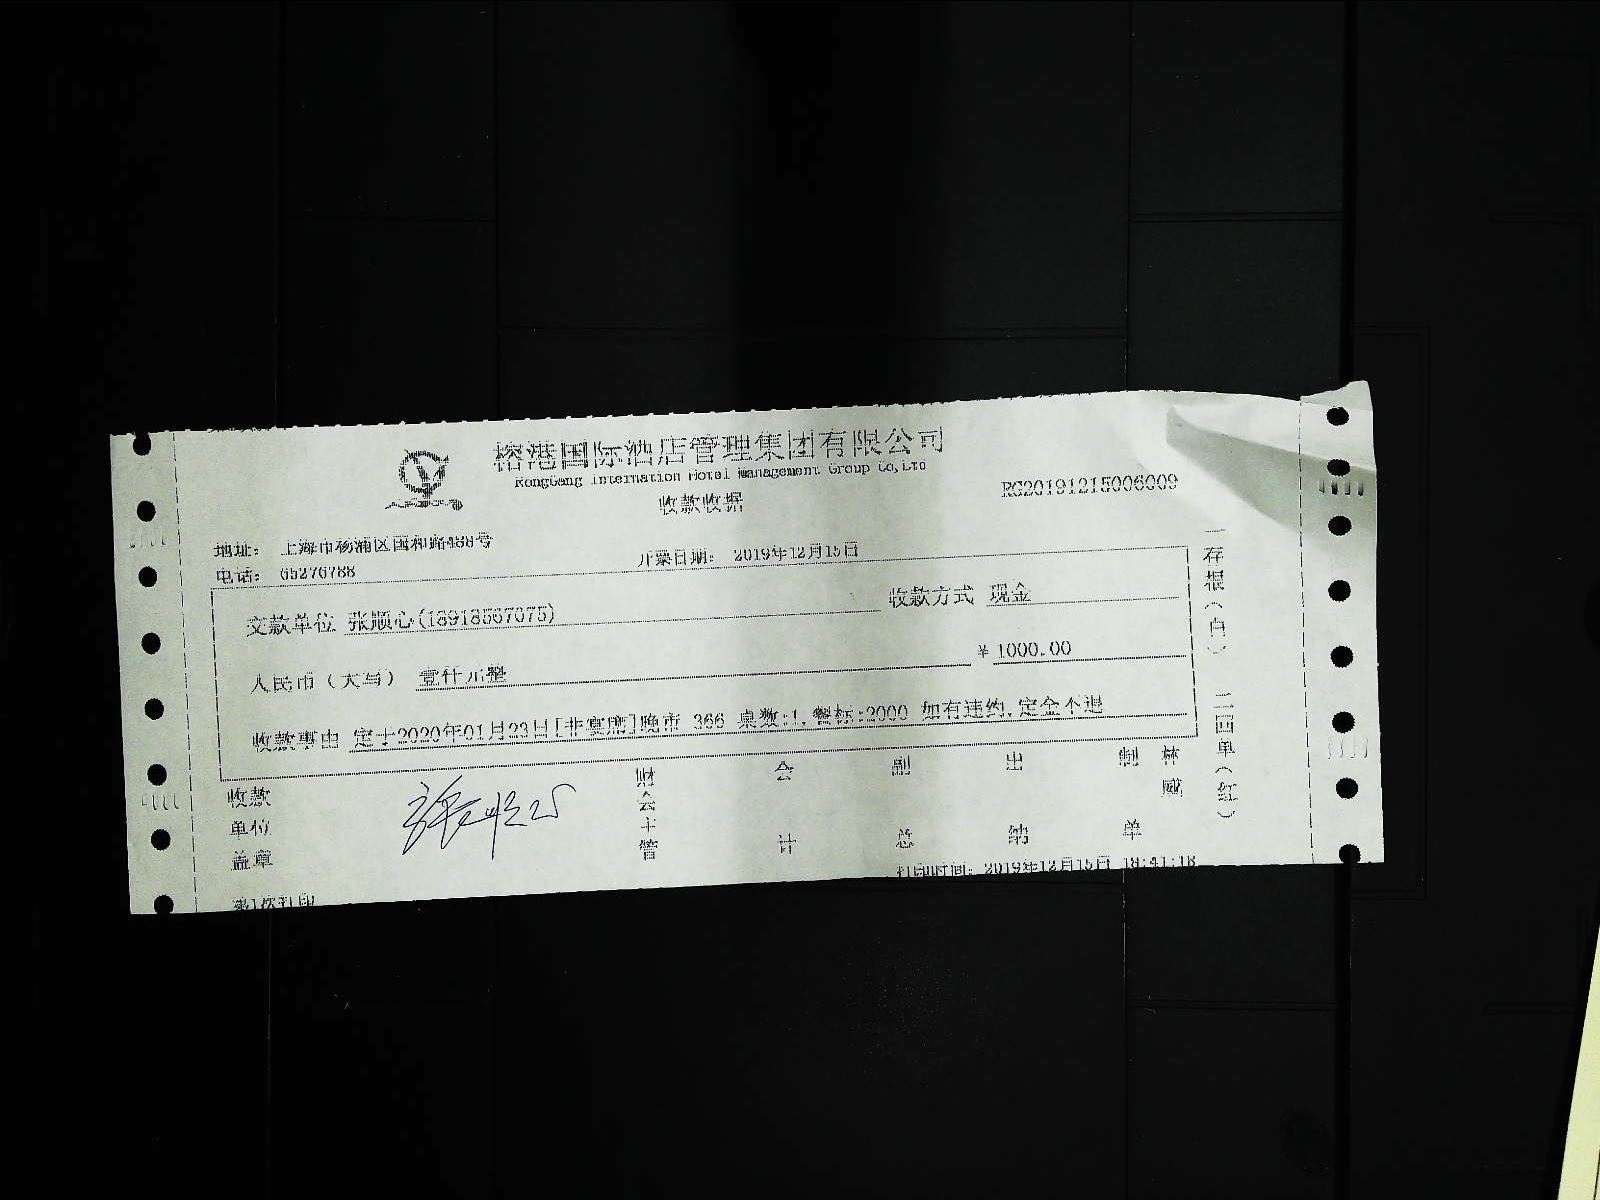 榕港国际酒店管理集团有限公司
RongGang Internation Hotel Management Group Co,Ltd
收款收据
RG20191215006009
地址： 上海市杨浦区国和路488号
电话： 65276788
开票日期： 2019年12月15日
交款单位 张顺心(18918567075)
收款方式 现金
人民币（大写） 壹仟元整
¥ 1000.00
收款事由 定于2020年01月23日[非宴席]晚市 366 桌数:1,餐标:2000 如有违约,定金不退
收款单位盖章
财会主管
会计
副总
出纳
制单
林威
存根（白） 二四单（红）
第1次打印
打印时间: 2019年12月15日 18:41:18